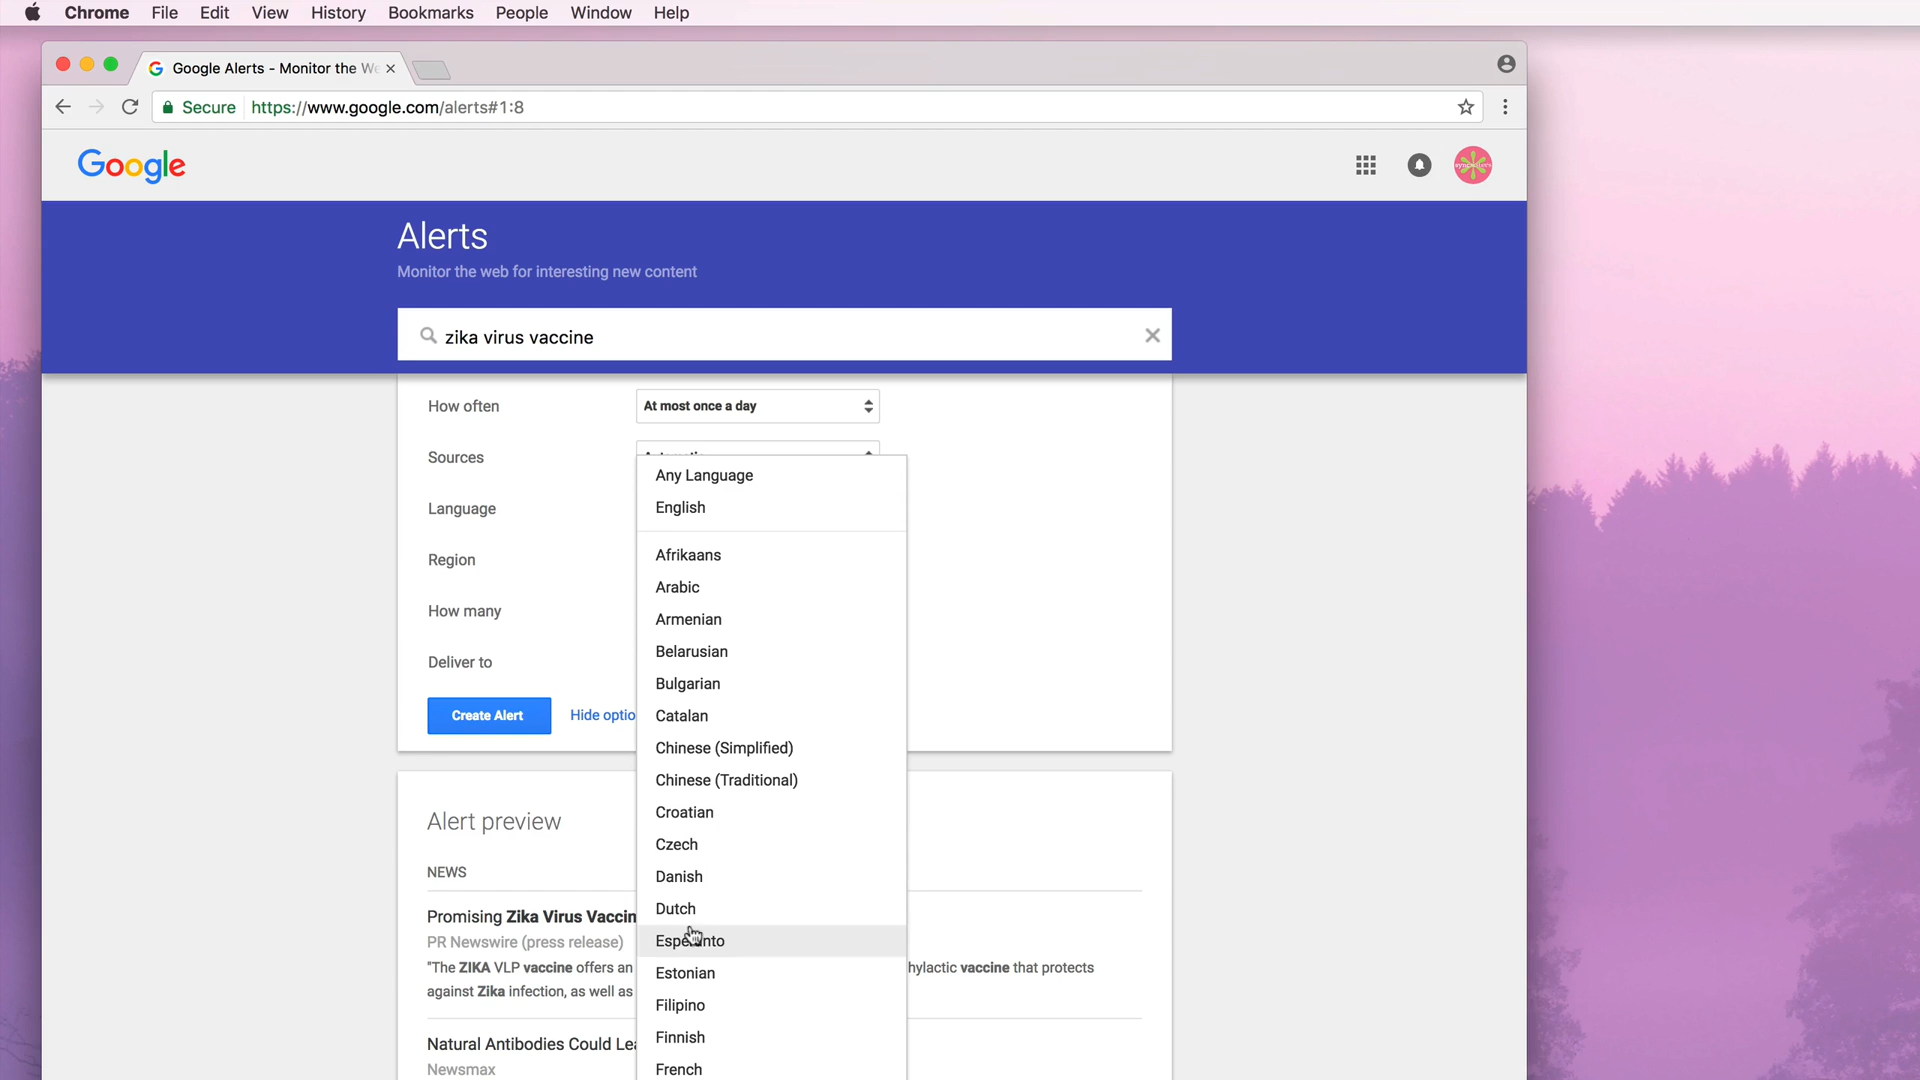 Chrome File Edit View History Bookmarks People Window Help
Google Alerts - Monitor the We
Secure https://www.google.com/alerts#1:8
Google
Alerts
Monitor the web for interesting new content
zika virus vaccine
How often At most once a day
Sources
Language
Region
How many
Deliver to
Create Alert Hide optio
Any Language
English
Afrikaans
Arabic
Armenian
Belarusian
Bulgarian
Catalan
Chinese (Simplified)
Chinese (Traditional)
Croatian
Czech
Danish
Dutch
Esperanto
Estonian
Filipino
Finnish
French
Alert preview
NEWS
Promising Zika Virus Vaccin
PR Newswire (press release)
"The ZIKA VLP vaccine offers an hylactic vaccine that protects
against Zika infection, as well as
Natural Antibodies Could Lea
Newsmax